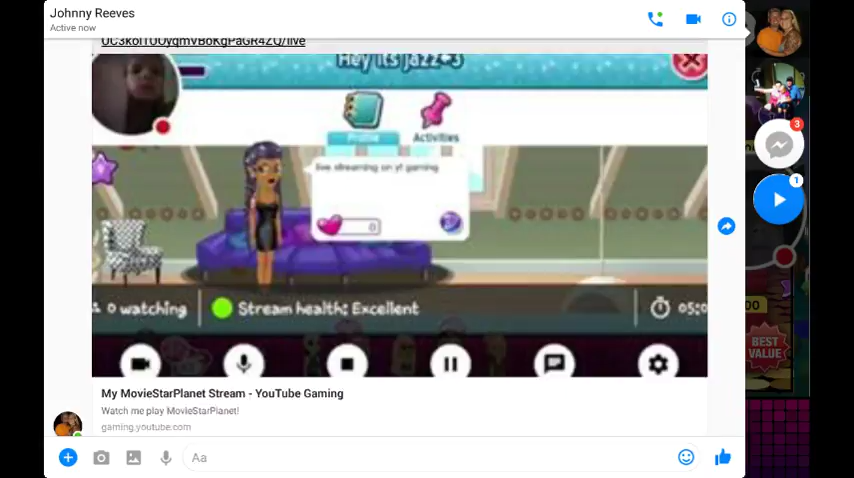 Johnny Reeves
Active now
/live
Hey its Jazz<3
Activities
live streaming on yt gaming
0
0 watching
Stream health: Excellent
05:0
My MovieStarPlanet Stream - YouTube Gaming
Watch me play MovieStarPlanet!
gaming.youtube.com
Aa
3
1
00
BEST
VALUE